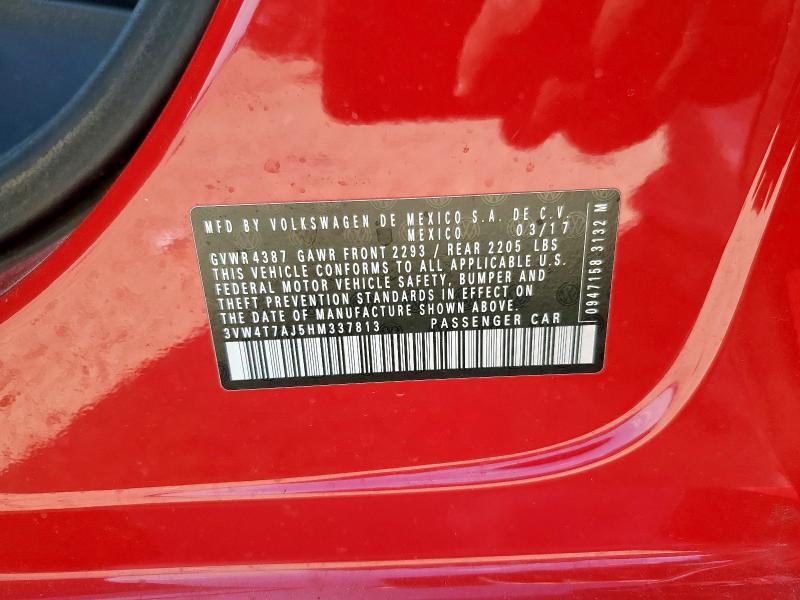 MFD BY VOLKSWAGEN DE MEXICO S.A. DE C.V.
MEXICO 03/17
GVWR 4387 GAWR FRONT 2293 / REAR 2205 LBS
THIS VEHICLE CONFORMS TO ALL APPLICABLE U.S.
FEDERAL MOTOR VEHICLE SAFETY, BUMPER AND
THEFT PREVENTION STANDARDS IN EFFECT ON
THE DATE OF MANUFACTURE SHOWN ABOVE.
3VW4T7AJ5HM337813 PASSENGER CAR
0947158 3132 M